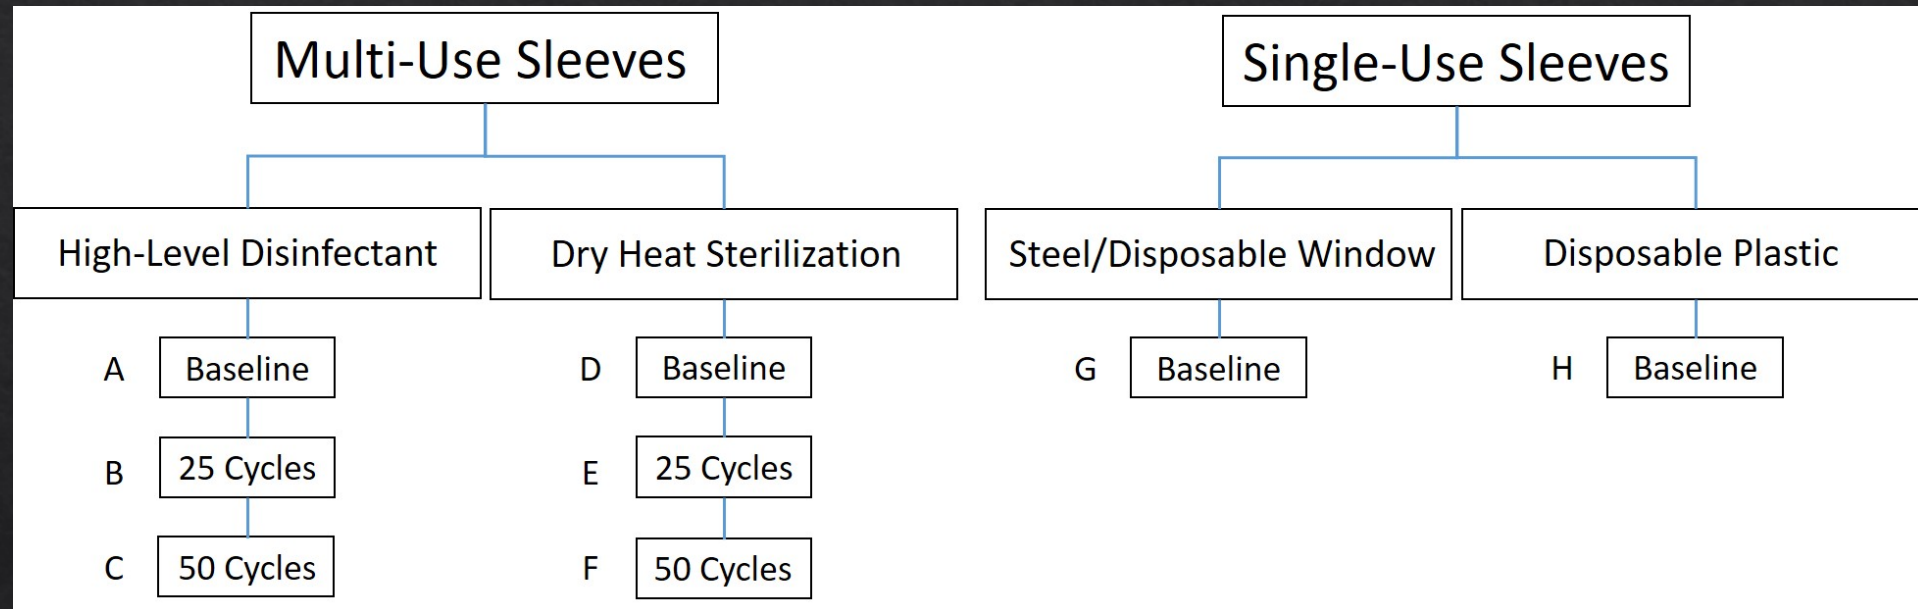 Multi-Use Sleeves
Single-Use Sleeves
High-Level Disinfectant
Dry Heat Sterilization
Steel/Disposable Window
Disposable Plastic
A
Baseline
D
Baseline
G
Baseline
H
Baseline
B
25 Cycles
E
25 Cycles
C
50 Cycles
F
50 Cycles